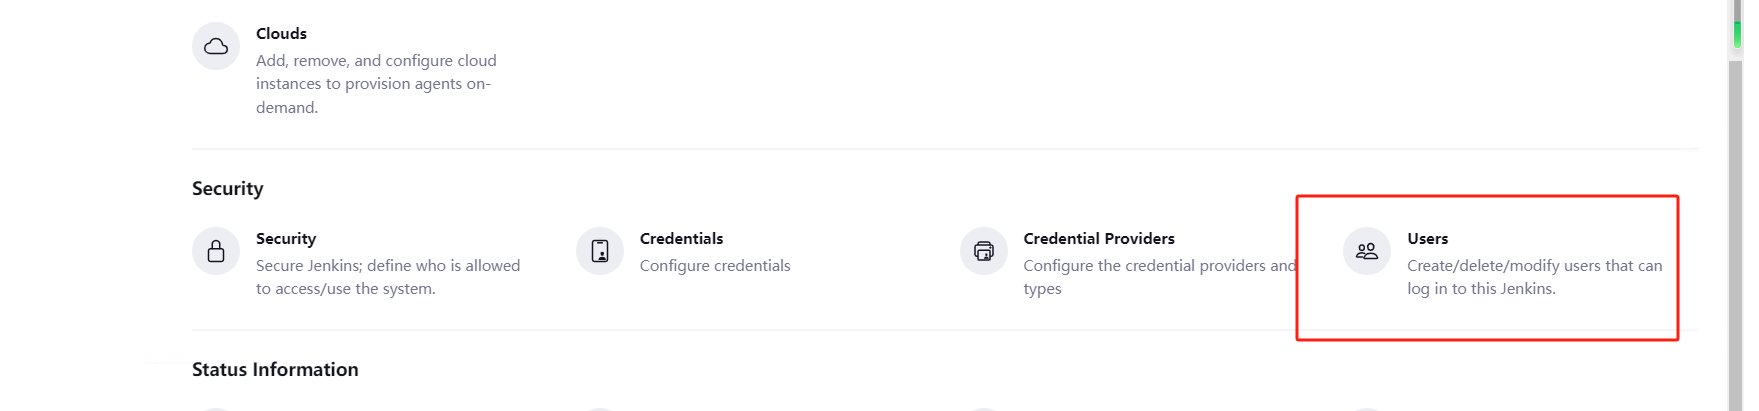 Clouds
Add, remove, and configure cloud
instances to provision agents on-
demand.
Security
Security
Secure Jenkins; define who is allowed
to access/use the system.
Credentials
Configure credentials
Credential Providers
Configure the credential providers and
types
Users
Create/delete/modify users that can
log in to this Jenkins.
Status Information